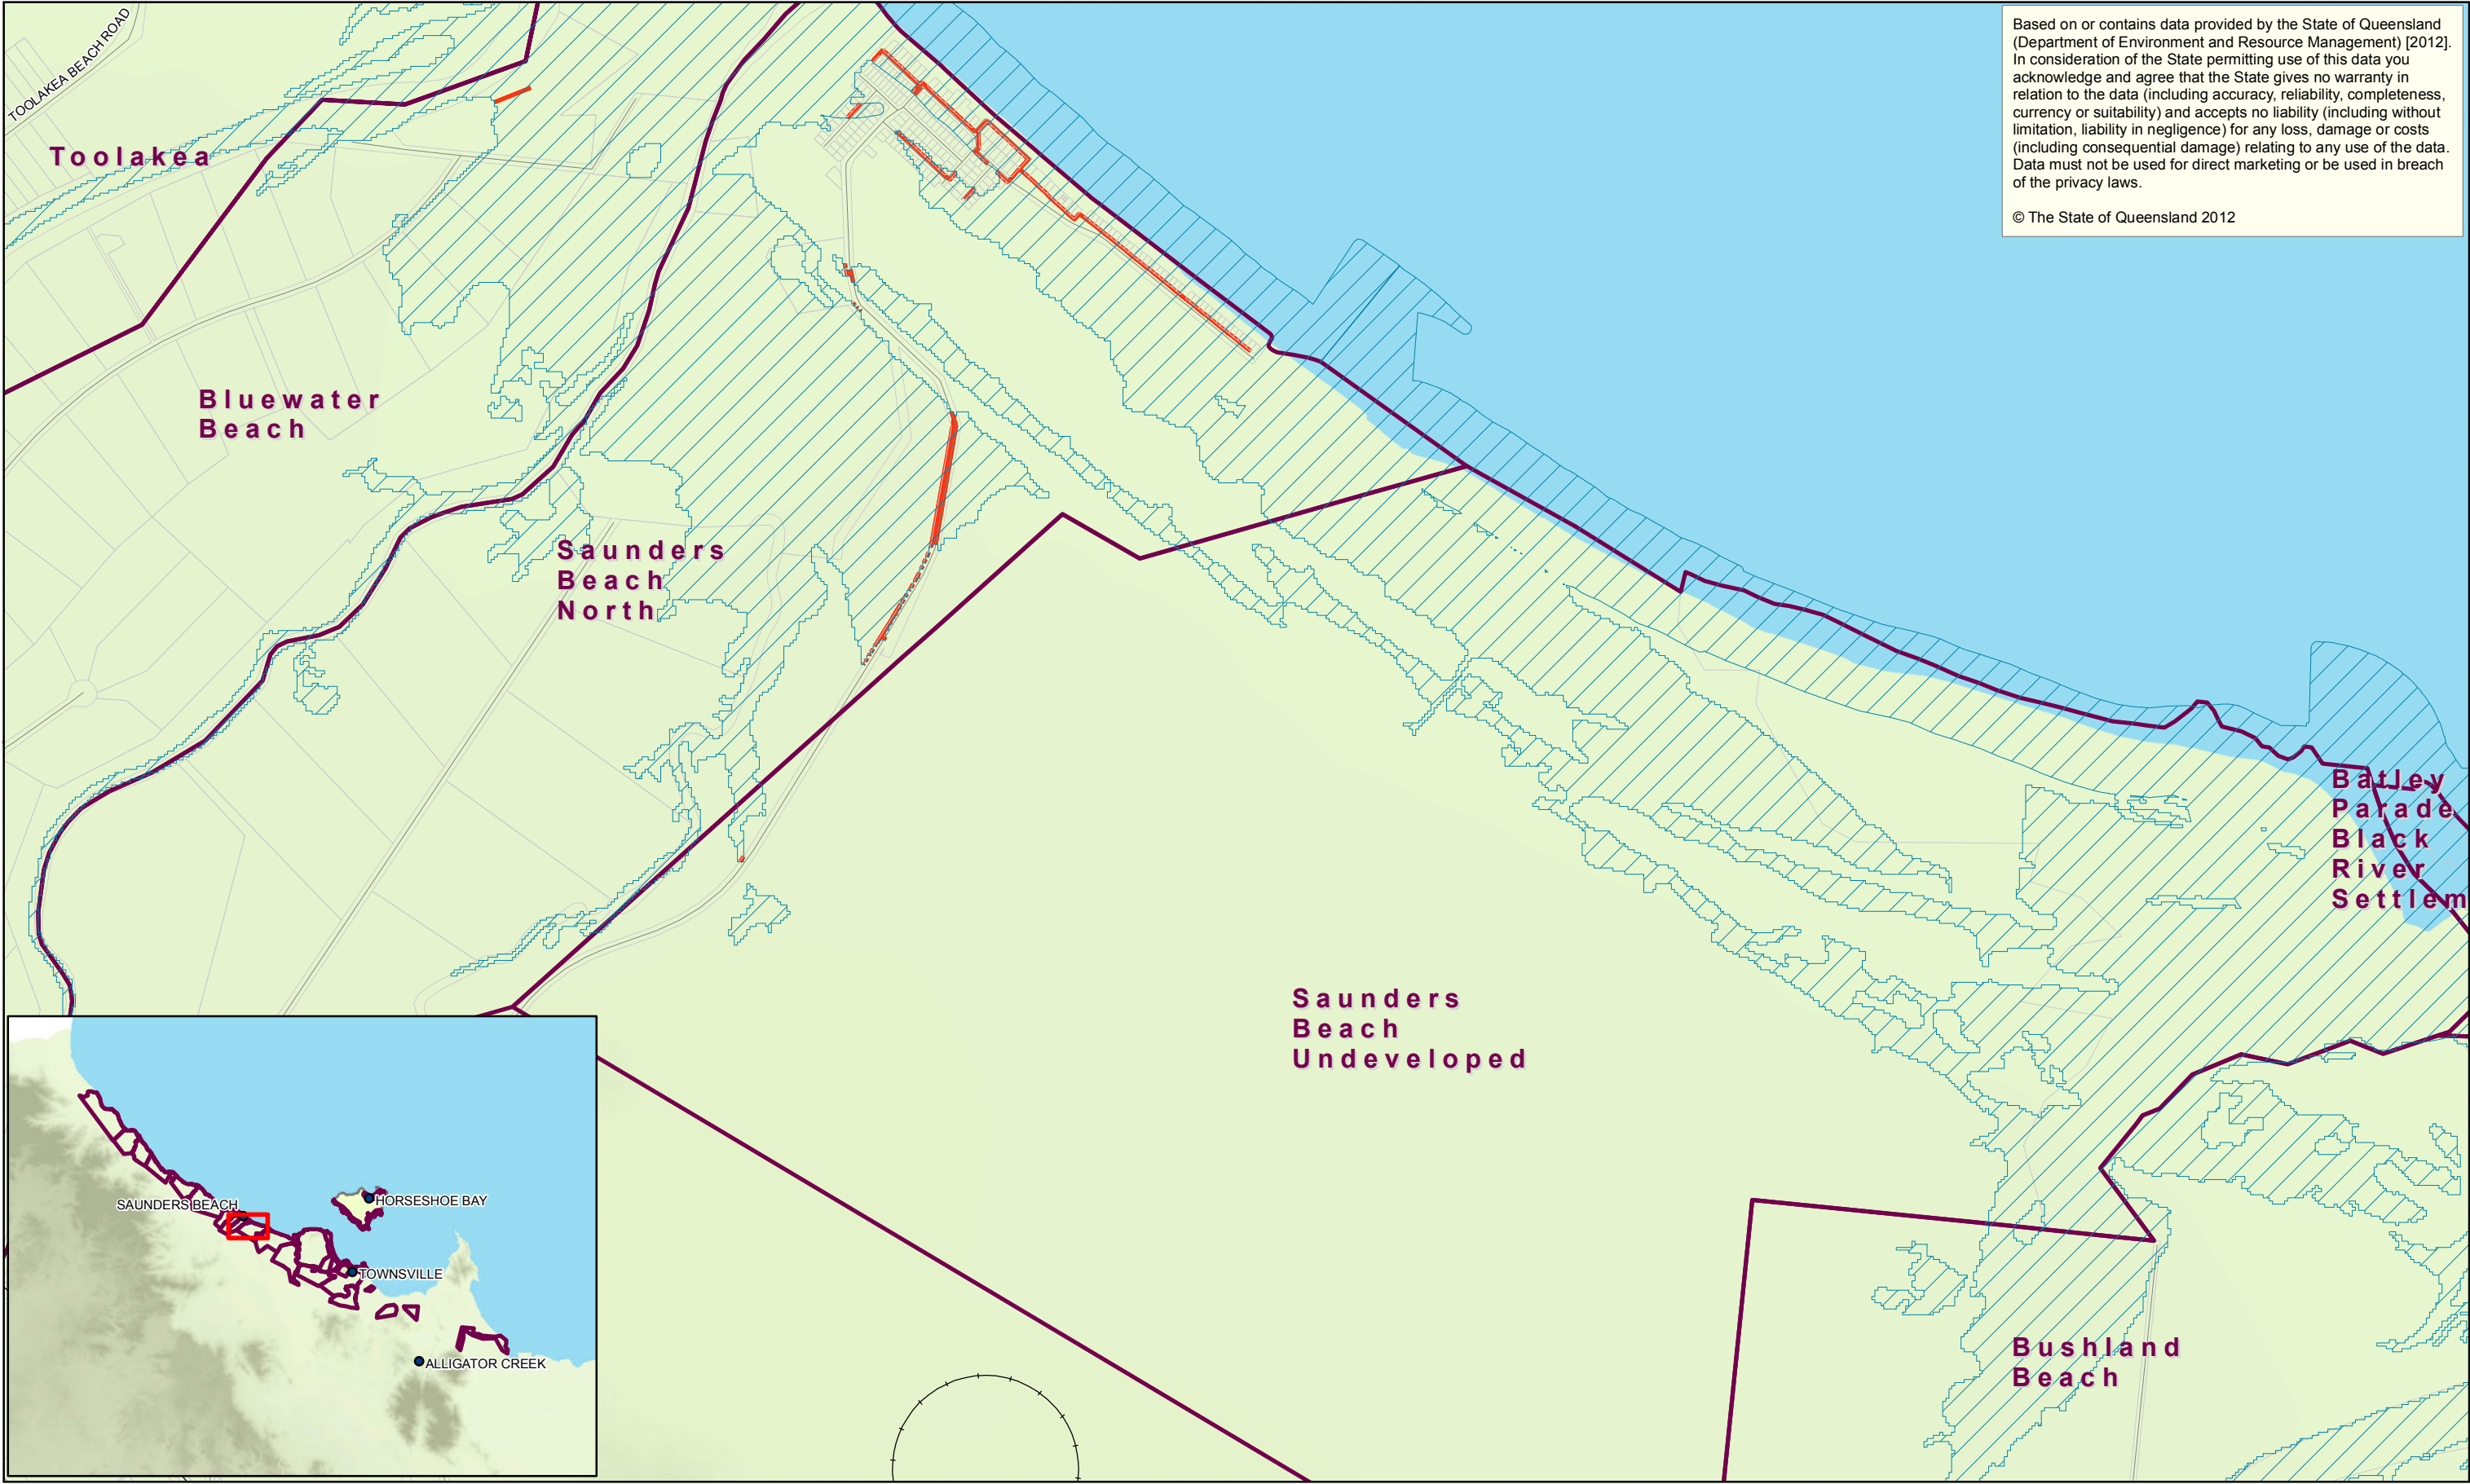 TOOLAKEA BEACH ROAD
Based on or contains data provided by the State of Queensland
(Department of Environment and Resource Management) [2012].
In consideration of the State permitting use of this data you
acknowledge and agree that the State gives no warranty in
relation to the data (including accuracy, reliability, completeness,
currency or suitability) and accepts no liability (including without
limitation, liability in negligence) for any loss, damage or costs
(including consequential damage) relating to any use of the data.
Data must not be used for direct marketing or be used in breach
of the privacy laws.
© The State of Queensland 2012
Toolakea
Bluewater
Beach
Saunders
Beach
North
Batley
Parade
Black
River
Settlem
Saunders
Beach
Undeveloped
Bushland
Beach
SAUNDERS BEACH
HORSESHOE BAY
TOWNSVILLE
ALLIGATOR CREEK